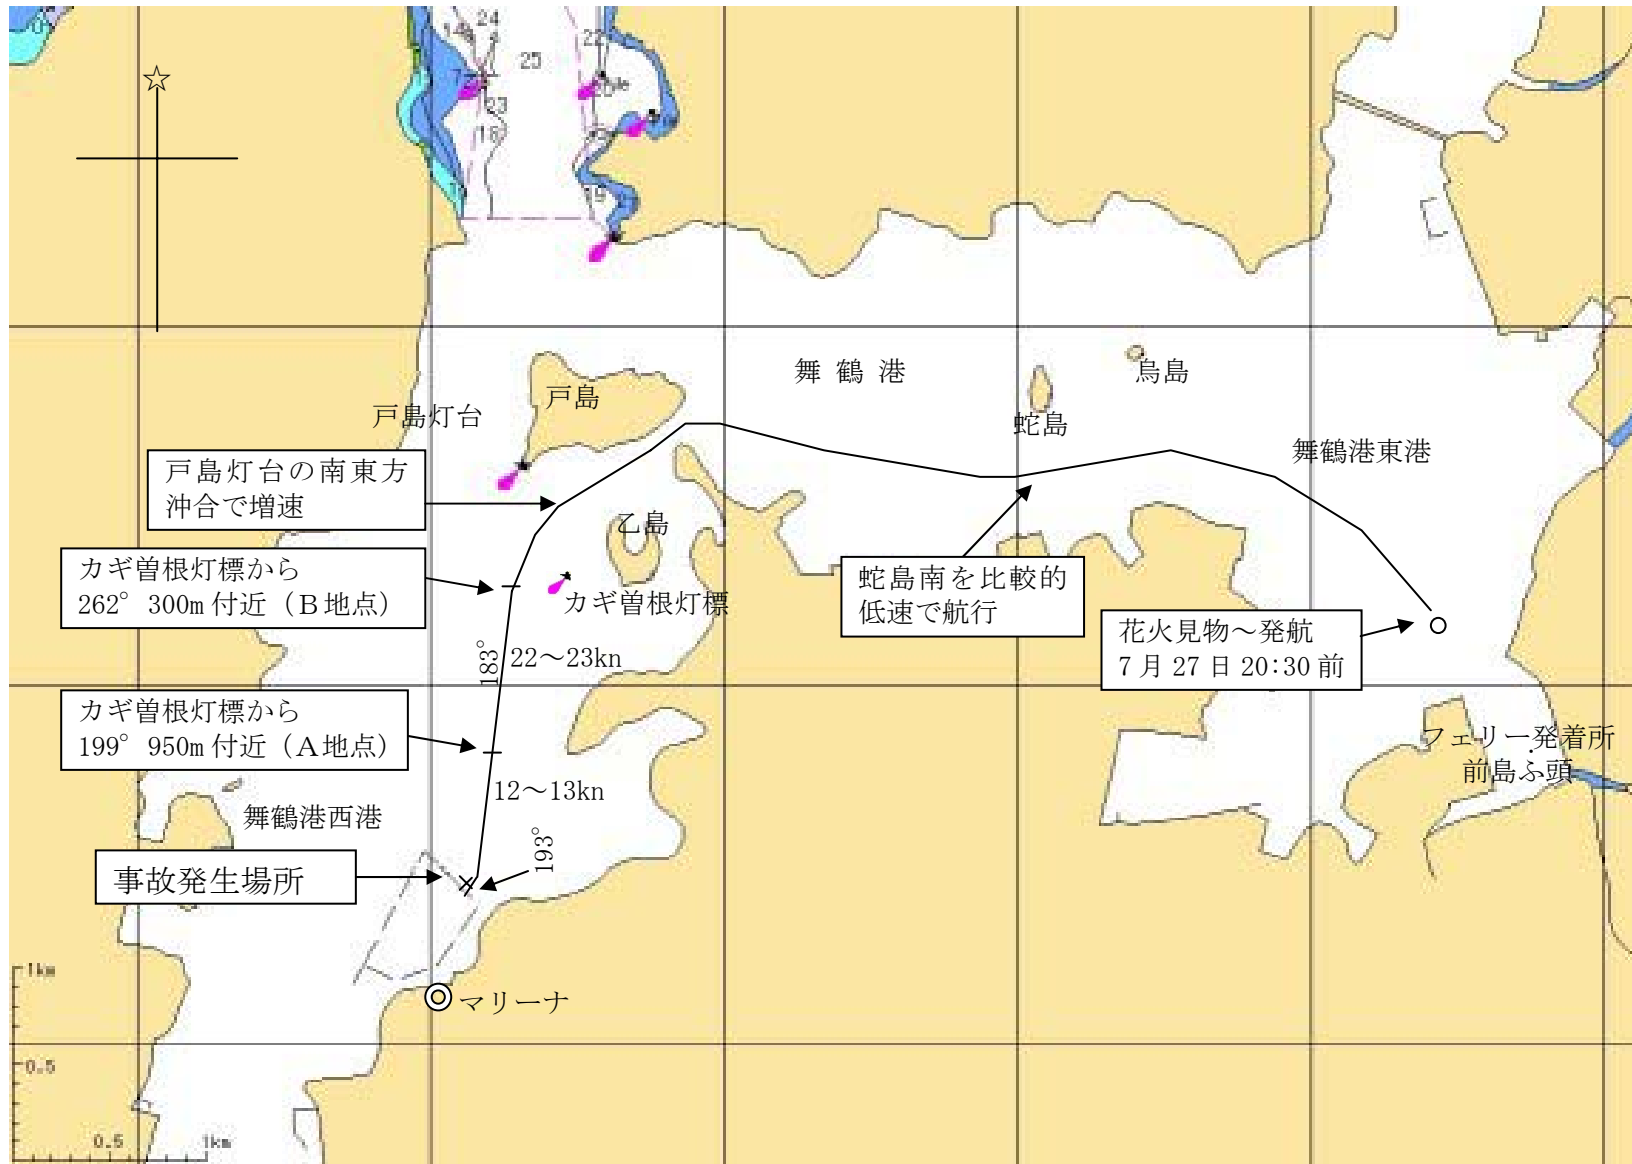 24
14
22
25
7
20
23
18
19
舞 鶴 港
烏島
戸島
戸島灯台
蛇島
舞鶴港東港
戸島灯台の南東方
沖合で増速
乙島
カギ曽根灯標から
262° 300m 付近（Ｂ地点）
カギ曽根灯標
蛇島南を比較的
低速で航行
花火見物～発航
7 月 27 日 20:30 前
183°
22～23kn
カギ曽根灯標から
199° 950m 付近（Ａ地点）
フェリー発着所
前島ふ頭
12～13kn
舞鶴港西港
193°
事故発生場所
1km
マリーナ
0.5
0.5
1km